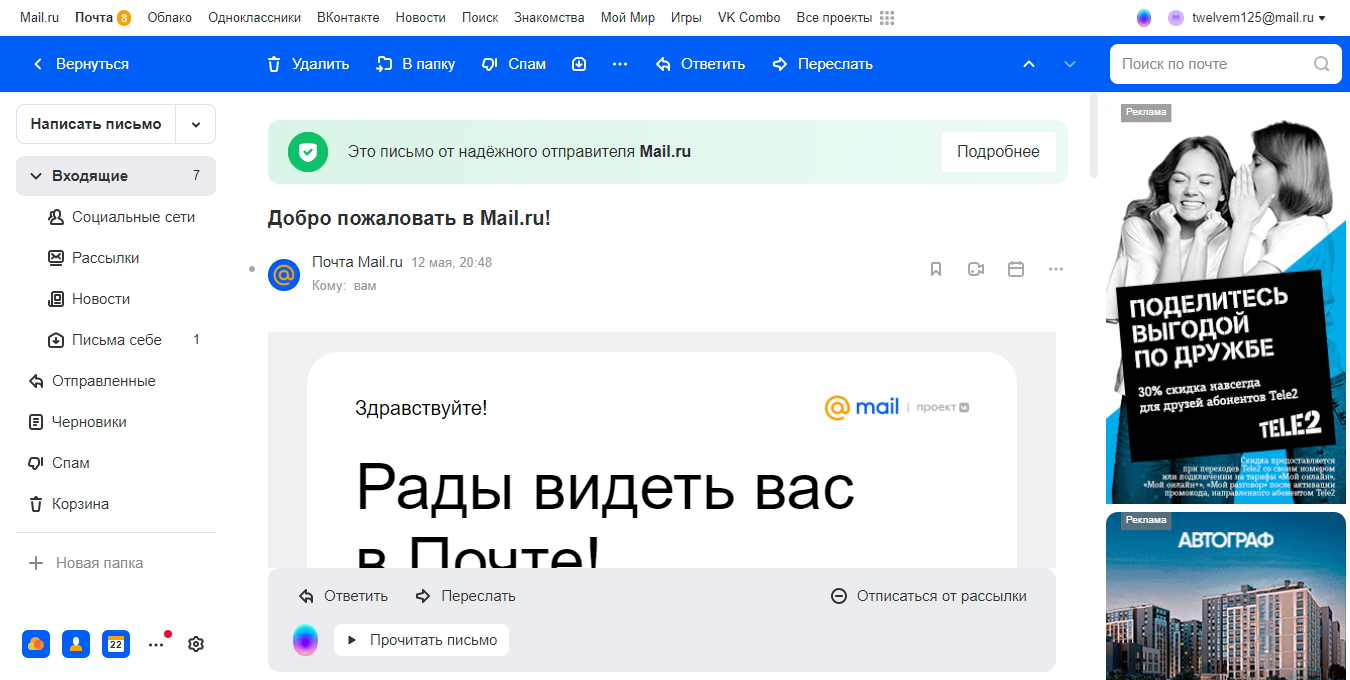 Mail.ru Почта 8 Облако Одноклассники ВКонтакте Новости Поиск Знакомства Мой Мир Игры VK Combo Все проекты twelvem125@mail.ru
Вернуться Удалить В папку Спам Ответить Переслать Поиск по почте
Написать письмо
Входящие 7
Социальные сети
Рассылки
Новости
Письма себе 1
Отправленные
Черновики
Спам
Корзина
Новая папка
22
Это письмо от надёжного отправителя Mail.ru Подробнее
Добро пожаловать в Mail.ru!
Почта Mail.ru 12 мая, 20:48
Кому: вам
Здравствуйте!
mail проект
Рады видеть вас
в Почте!
Ответить Переслать Отписаться от рассылки
Прочитать письмо
Реклама
ПОДЕЛИТЕСЬ
ВЫГОДОЙ
ПО ДРУЖБЕ
30% скидка навсегда
для друзей абонентов Tele2
TELE2
Скидка предоставляется
при переходе в Tele2 со своим номером
или подключении на тарифы «Мой онлайн»,
«Мой онлайн+», «Мой разговор» после активации
промокода, направленного абонентом Tele2
Реклама
АВТОГРАФ